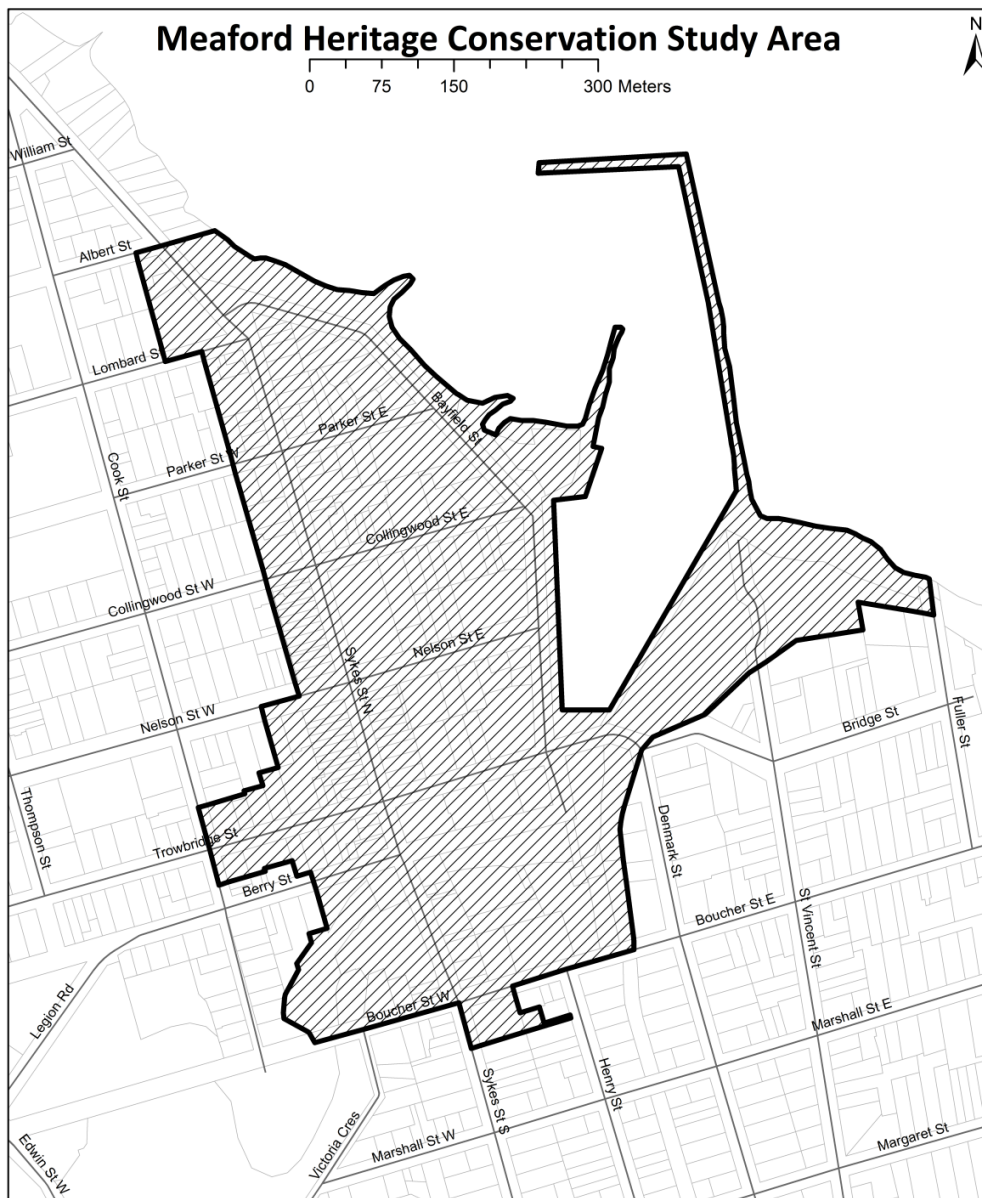 Meaford Heritage Conservation Study Area
N
0 75 150 300 Meters
William St
Albert St
Lombard S
Bayfield St
Parker St E
Parker St W
Cook St
Collingwood St E
Collingwood St W
Nelson St E
Sykes St N
Nelson St W
Bridge St
Fuller St
Thompson St
Trowbridge St
Denmark St
Berry St
Boucher St E
St Vincent St
Legion Rd
Boucher St W
Marshall St E
Henry St
Sykes St S
Victoria Cres
Marshall St W
Margaret St
Edwin St W